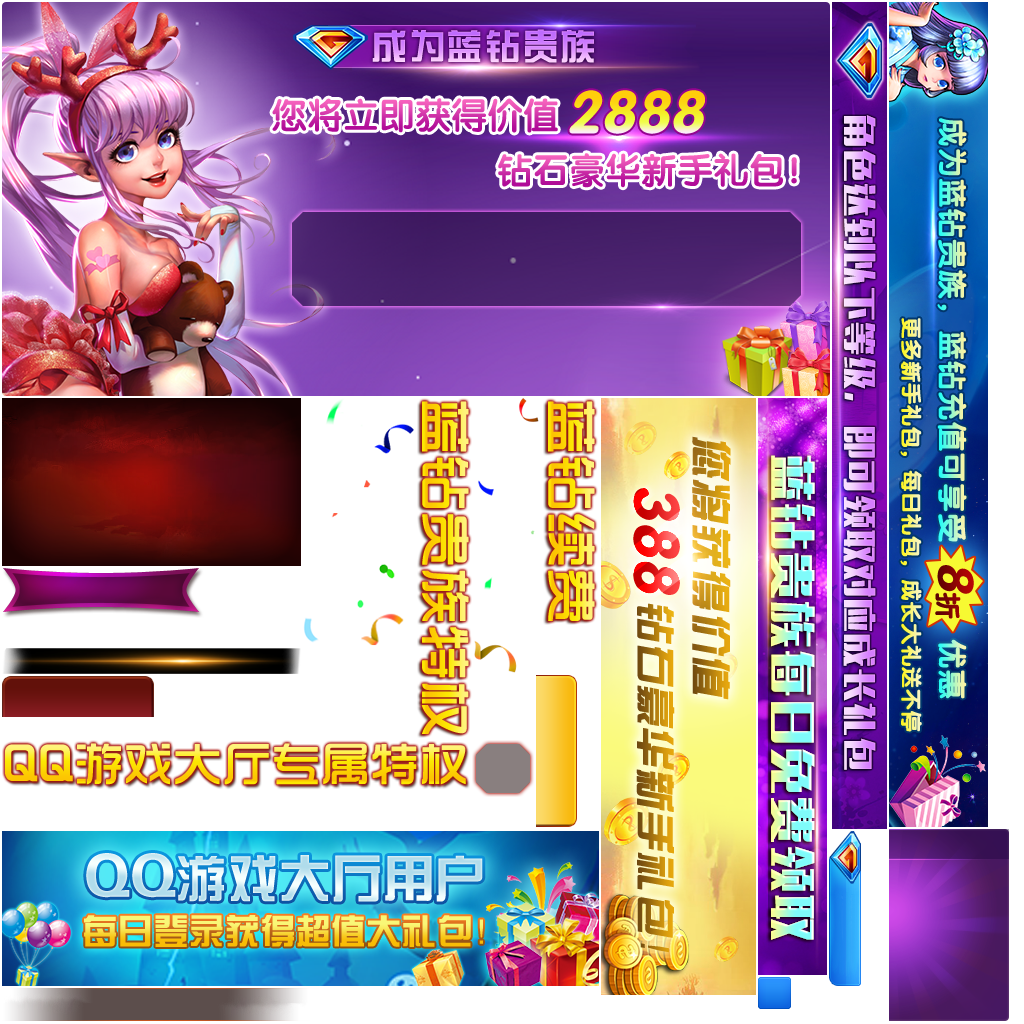 成为蓝钻贵族
您将立即获得价值2888
钻石豪华新手礼包!
角色达到以下等级，即可领取对应成长礼包
成为蓝钻贵族，蓝钻充值可享受8折优惠
更多新手礼包，每日礼包，成长大礼送不停
蓝钻贵族特权
蓝钻续费
您将获得价值
388钻石豪华新手礼包
蓝钻贵族每日免费领取
QQ游戏大厅专属特权
QQ游戏大厅用户
每日登录获得超值大礼包!